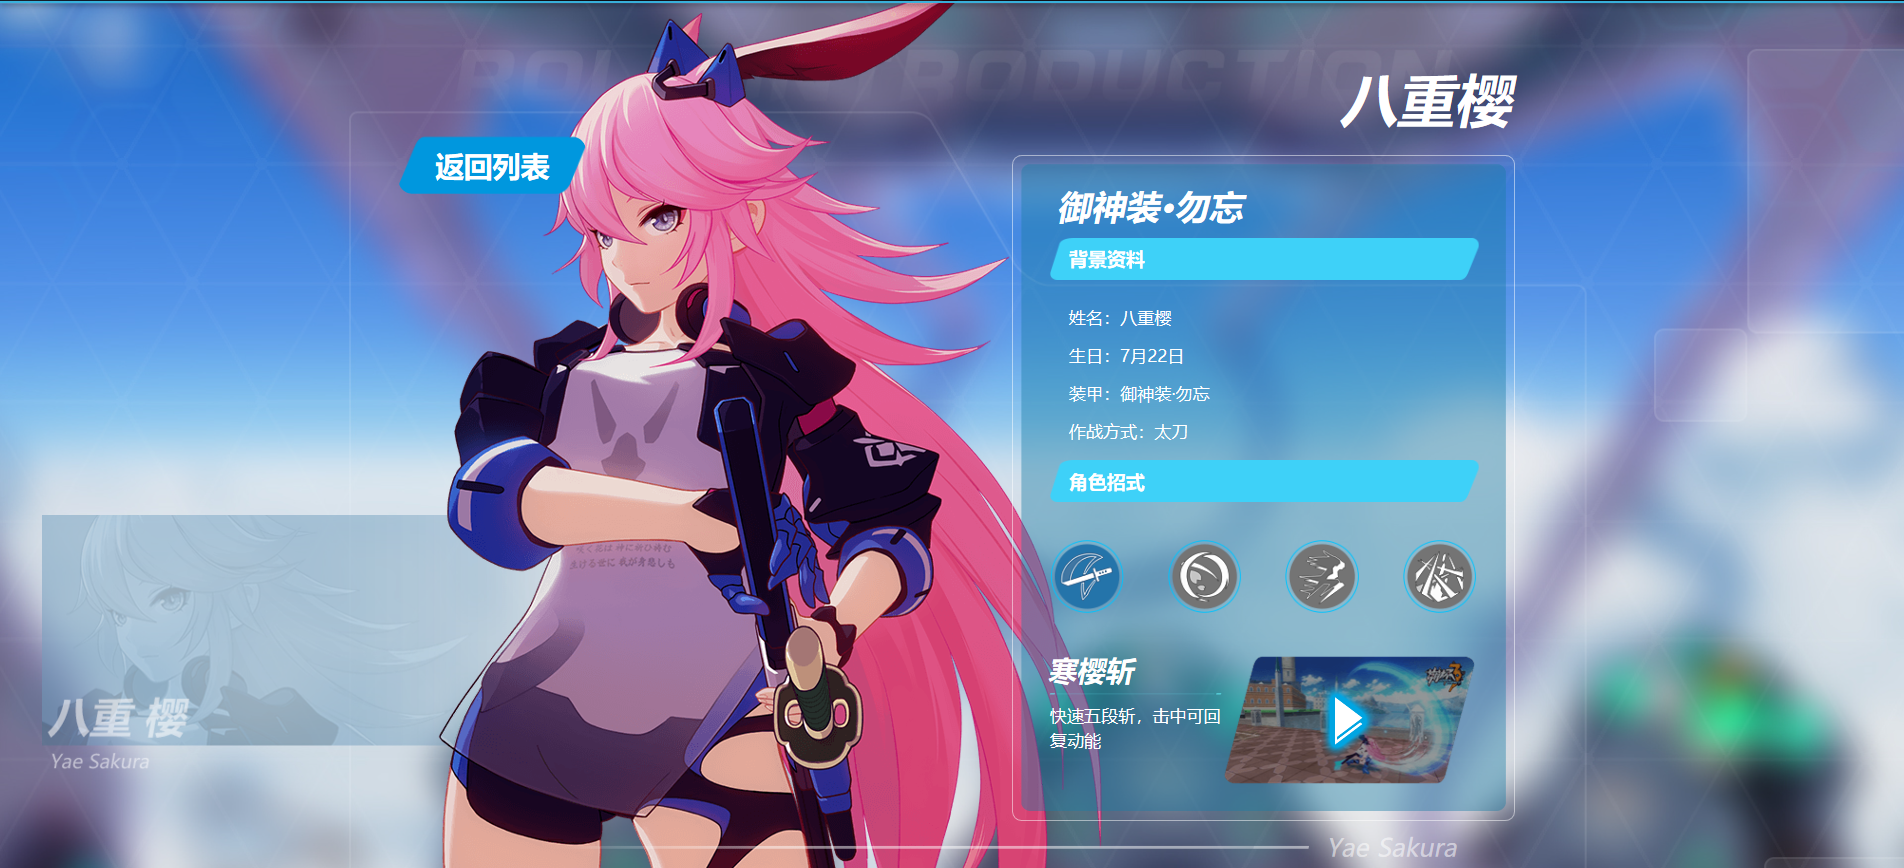 八重樱
返回列表
御神装·勿忘
背景资料
姓名：八重樱
生日：7月22日
装甲：御神装·勿忘
作战方式：太刀
角色招式
寒樱斩
快速五段斩，击中可回
复动能
八重 樱
Yae Sakura
Yae Sakura